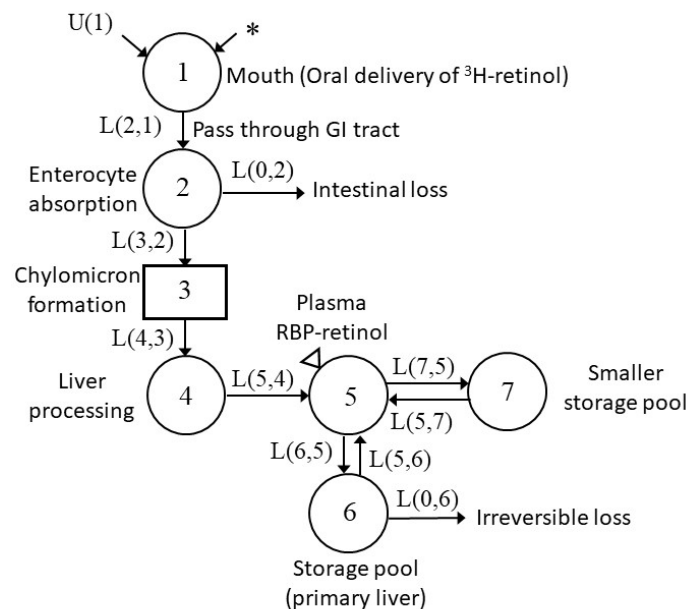 U(1)
*
1
Mouth (Oral delivery of ³H-retinol)
L(2,1)
Pass through GI tract
Enterocyte
absorption
2
L(0,2)
Intestinal loss
L(3,2)
Chylomicron
formation
3
Plasma
RBP-retinol
L(4,3)
Liver
processing
4
L(5,4)
5
L(7,5)
L(5,7)
7
Smaller
storage pool
L(6,5)
L(5,6)
6
L(0,6)
Irreversible loss
Storage pool
(primary liver)